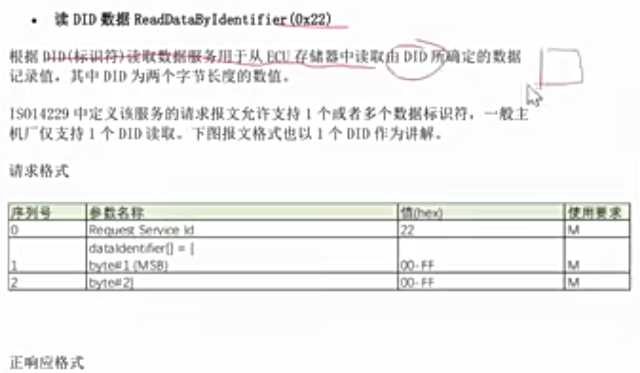 • 读 DID 数据 ReadDataByIdentifier(0x22)
根据 DID(标识符)读取数据服务用于从 ECU 存储器中读取由 DID 所确定的数据
记录值，其中 DID 为两个字节长度的数值。
ISO14229 中定义该服务的请求报文允许支持 1 个或者多个数据标识符，一般主
机厂仅支持 1 个 DID 读取。下图报文格式也以 1 个 DID 作为讲解。
请求格式
序列号 参数名称 值(hex) 使用要求
0 Request Service Id 22 M
dataIdentifier[] = [
1 byte#1 (MSB) 00-FF M
2 byte#2] 00-FF M
正响应格式